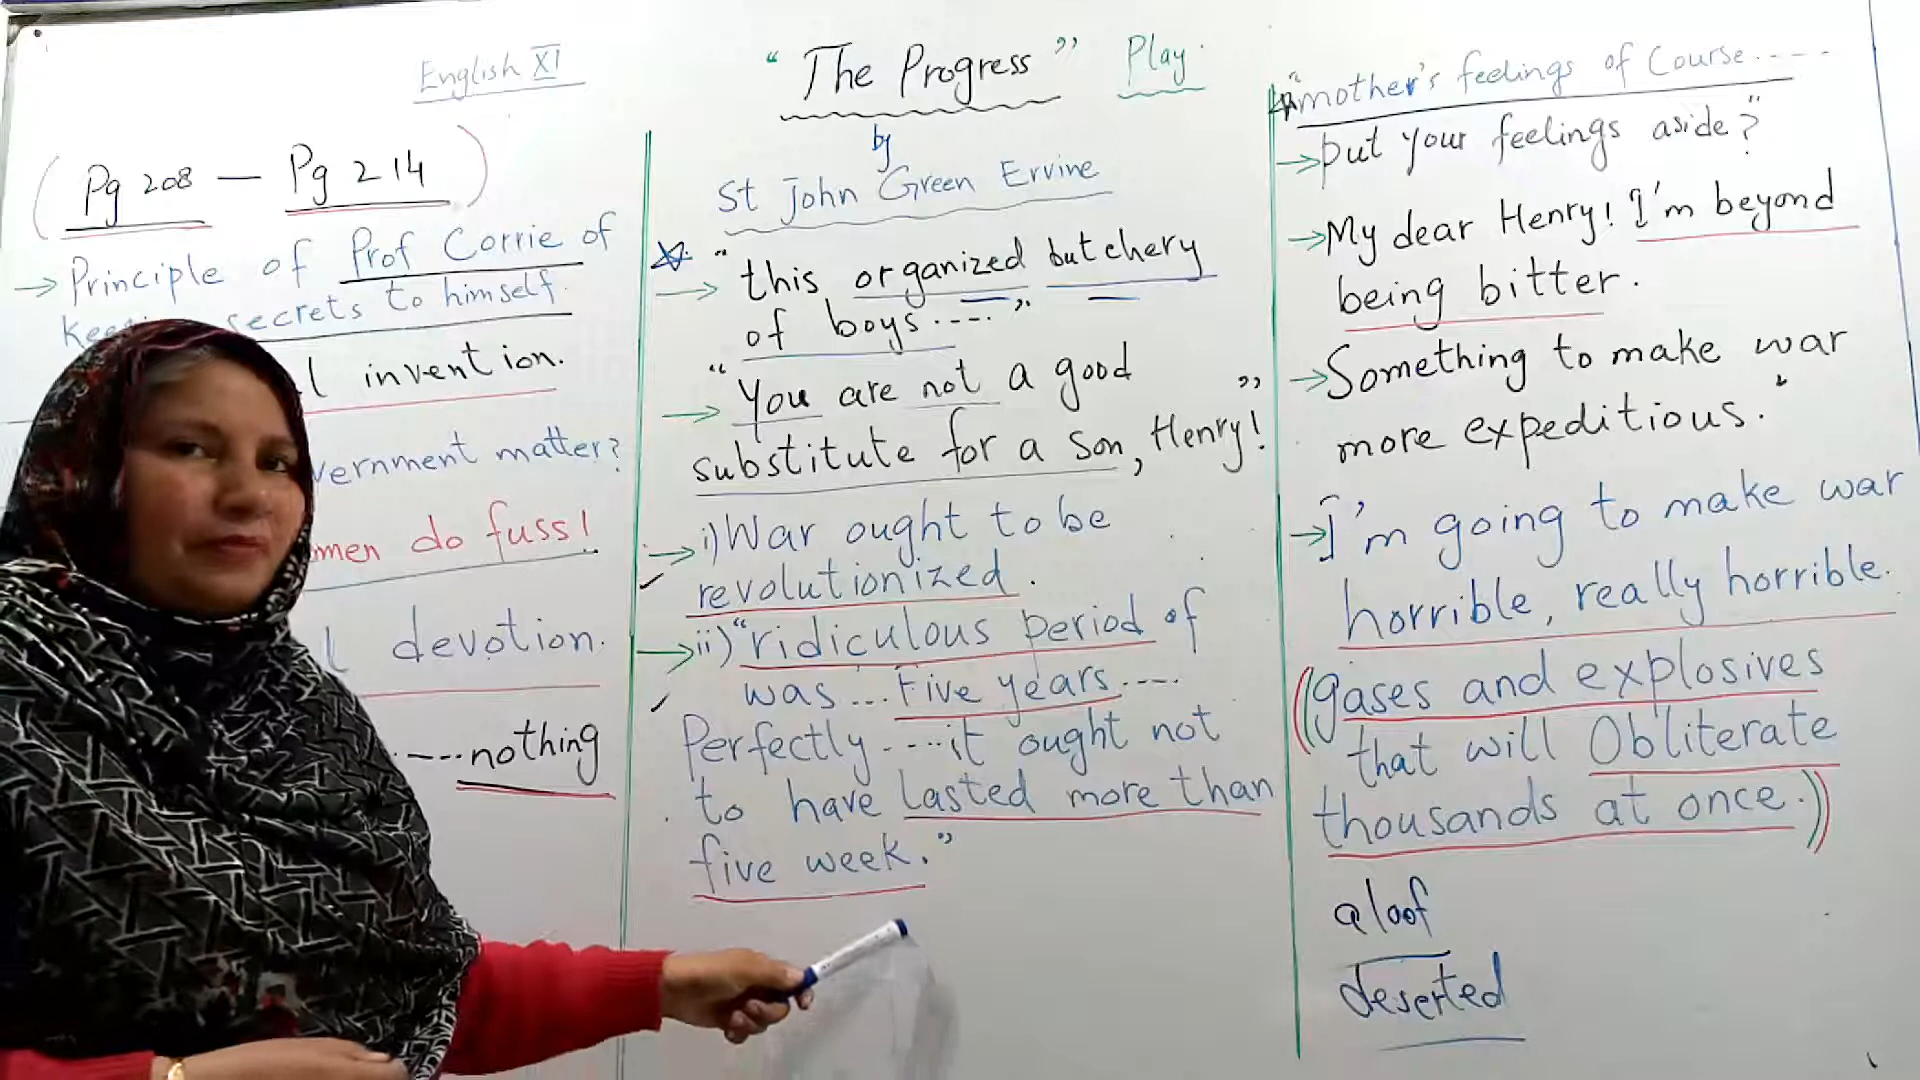 English XI
(Pg 208 — Pg 214)
→ Principle of Prof Corrie of
secrets to himself.
invention.
vernment matter?
men do fuss!
devotion.
----nothing
"The Progress" Play
by
St John Green Ervine
→ "this organized butchery
of boys....."
→ "You are not a good
substitute for a son, Henry!"
→ i) War ought to be
revolutionized.
→ ii) "ridiculous period of
was ... Five years ----
Perfectly ----it ought not
to have lasted more than
five week."
"mother's feelings of Course.----
→ put your feelings aside?"
→ My dear Henry! I'm beyond
being bitter.
→ Something to make war
more expeditious.
→ I'm going to make war
horrible, really horrible.
((gases and explosives
that will Obliterate
thousands at once.))
aloof
deserted